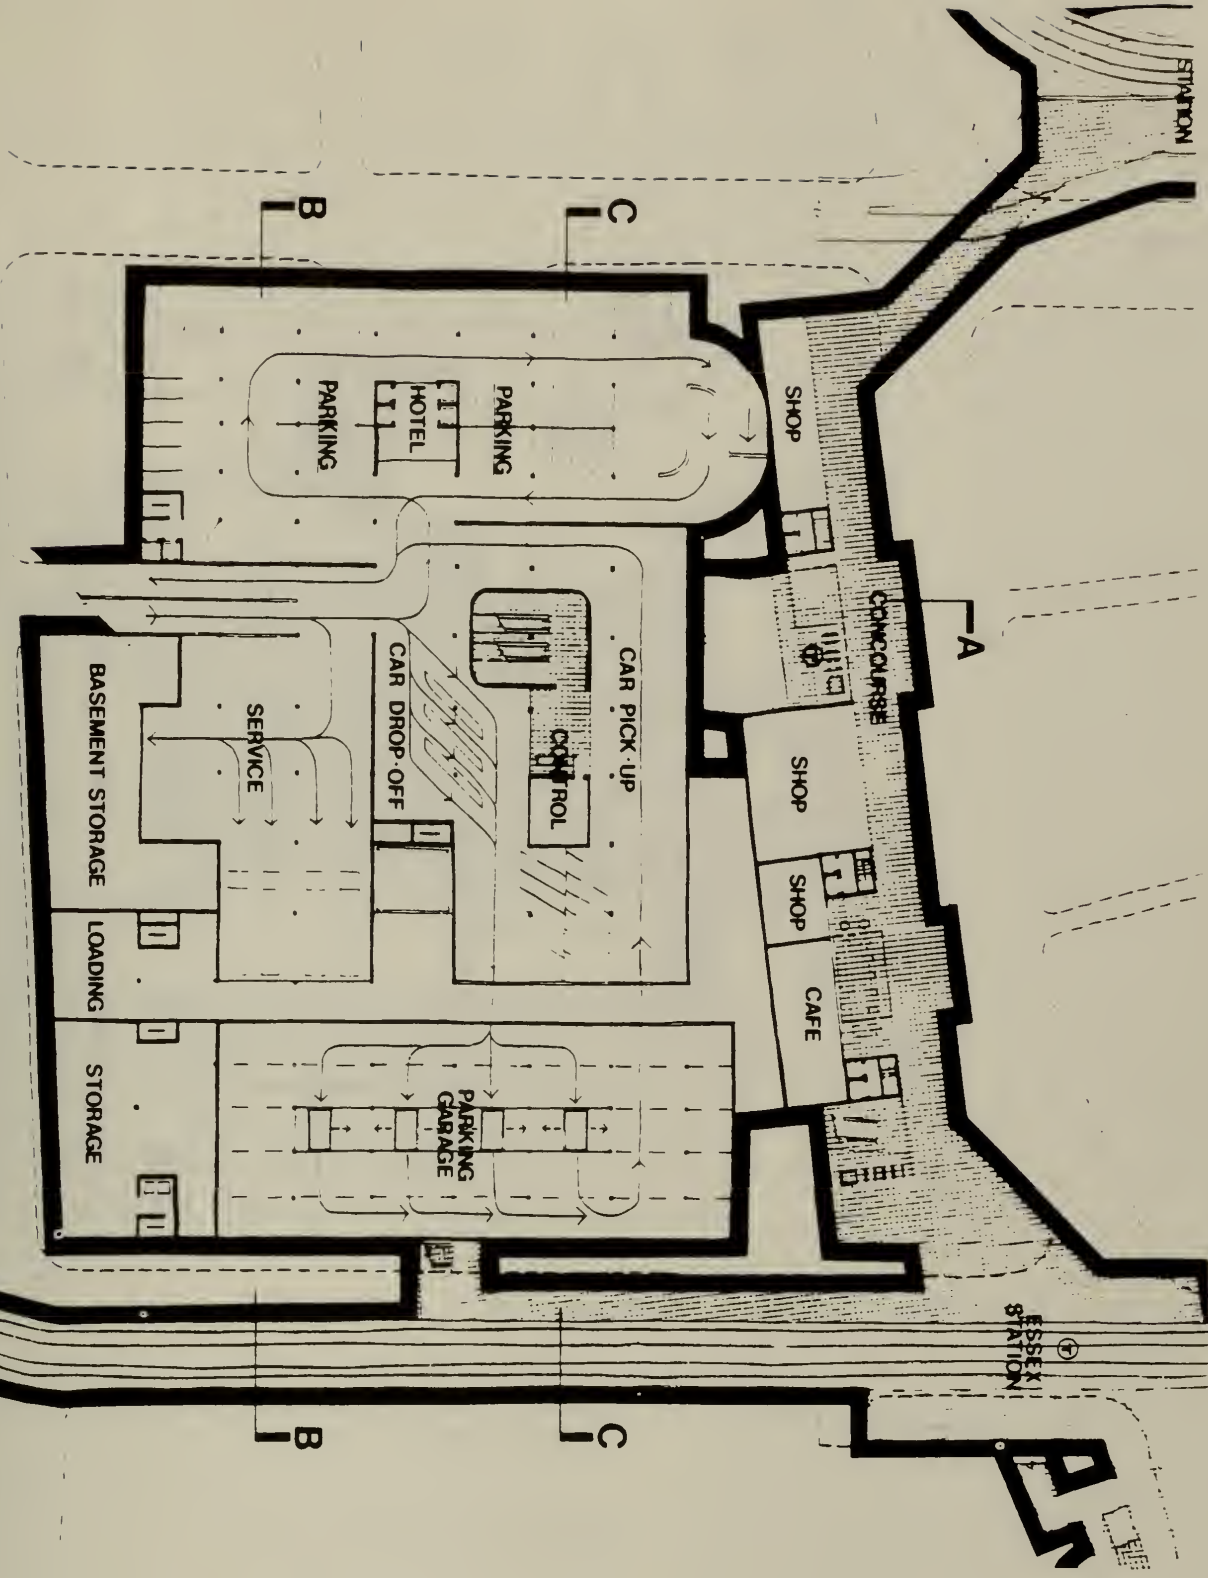 STATION
T
ESSEX
STATION
A
CONCOURSE
T
SHOP
SHOP
SHOP
CAFE
C
CAR PICK-UP
C
CONTROL
PARKING
PARKING
GARAGE
HOTEL
CAR DROP-OFF
PARKING
B
B
SERVICE
BASEMENT STORAGE
LOADING
STORAGE